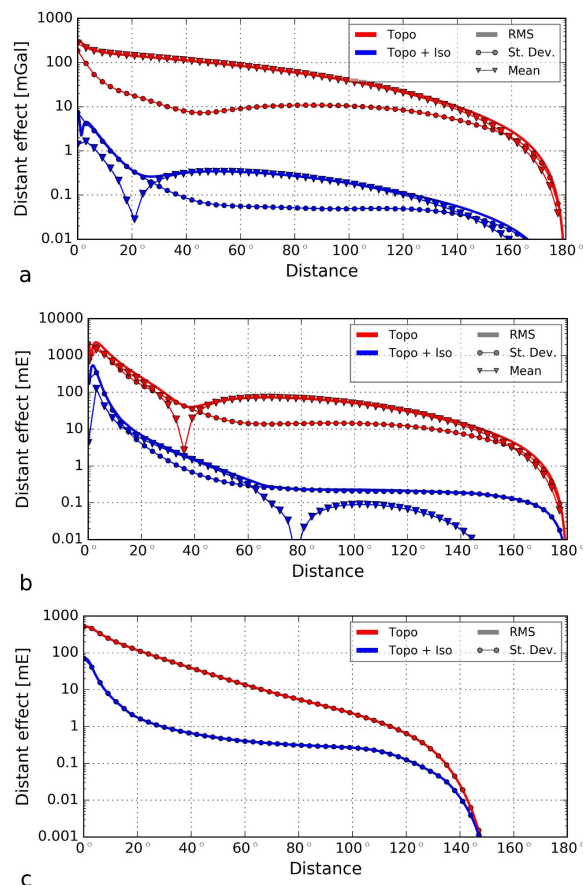 1000
100
10
1
0.1
0.01
Distant effect [mGal]
Topo
Topo + Iso
RMS
St. Dev.
Mean
0° 20° 40° 60° 80° 100° 120° 140° 160° 180°
Distance
a
10000
1000
100
10
1
0.1
0.01
Distant effect [mE]
Topo
Topo + Iso
RMS
St. Dev.
Mean
0° 20° 40° 60° 80° 100° 120° 140° 160° 180°
Distance
b
1000
100
10
1
0.1
0.01
0.001
Distant effect [mE]
Topo
Topo + Iso
RMS
St. Dev.
0° 20° 40° 60° 80° 100° 120° 140° 160° 180°
Distance
c